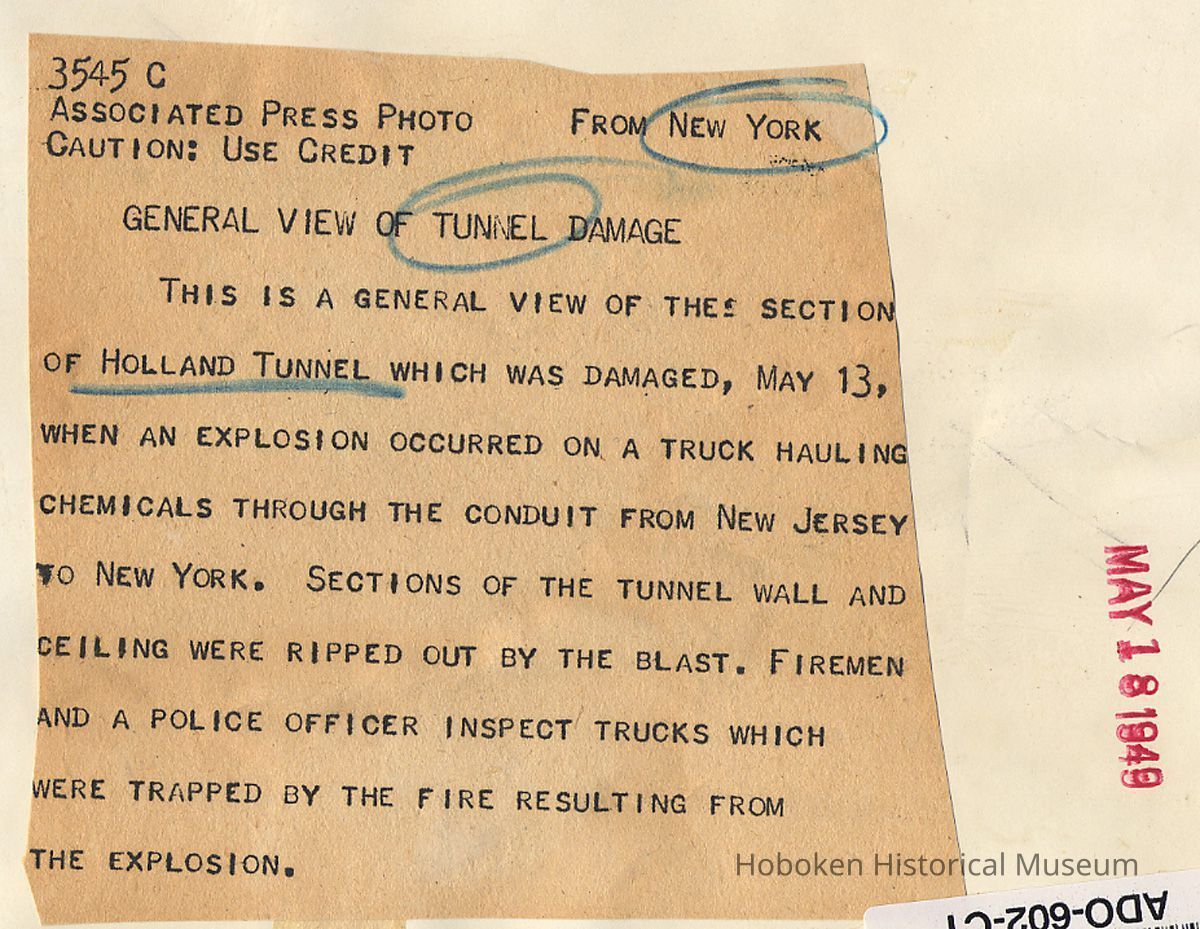 3545 C
ASSOCIATED PRESS PHOTO FROM NEW YORK
CAUTION: USE CREDIT
GENERAL VIEW OF TUNNEL DAMAGE
THIS IS A GENERAL VIEW OF THE: SECTION
OF HOLLAND TUNNEL WHICH WAS DAMAGED, MAY 13,
WHEN AN EXPLOSION OCCURRED ON A TRUCK HAULING
CHEMICALS THROUGH THE CONDUIT FROM NEW JERSEY
TO NEW YORK. SECTIONS OF THE TUNNEL WALL AND
CEILING WERE RIPPED OUT BY THE BLAST. FIREMEN
AND A POLICE OFFICER INSPECT TRUCKS WHICH
WERE TRAPPED BY THE FIRE RESULTING FROM
THE EXPLOSION.
MAY 18 1949
Hoboken Historical Museum
ADO-602-C1